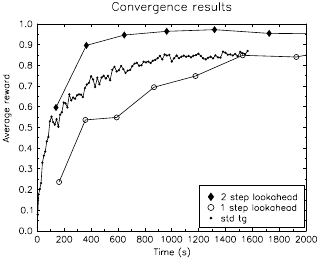 Convergence results
1.0
0.9
0.8
0.7
0.6
0.5
0.4
0.3
0.2
0.1
0.0
Average reward
2 step lookahead
1 step lookahead
std tg
0 200 400 600 800 1000 1200 1400 1600 1800 2000
Time (s)